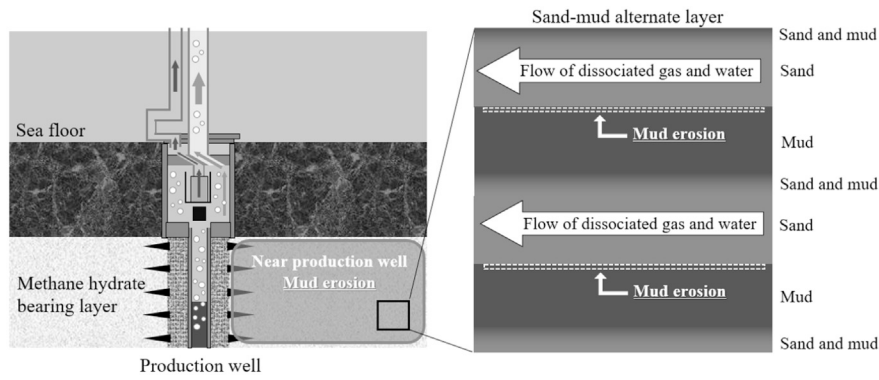 Sea floor
Near production well
Mud erosion
Methane hydrate
bearing layer
Production well
Sand-mud alternate layer
Sand and mud
Flow of dissociated gas and water
Sand
Mud erosion
Mud
Sand and mud
Flow of dissociated gas and water
Sand
Mud erosion
Mud
Sand and mud